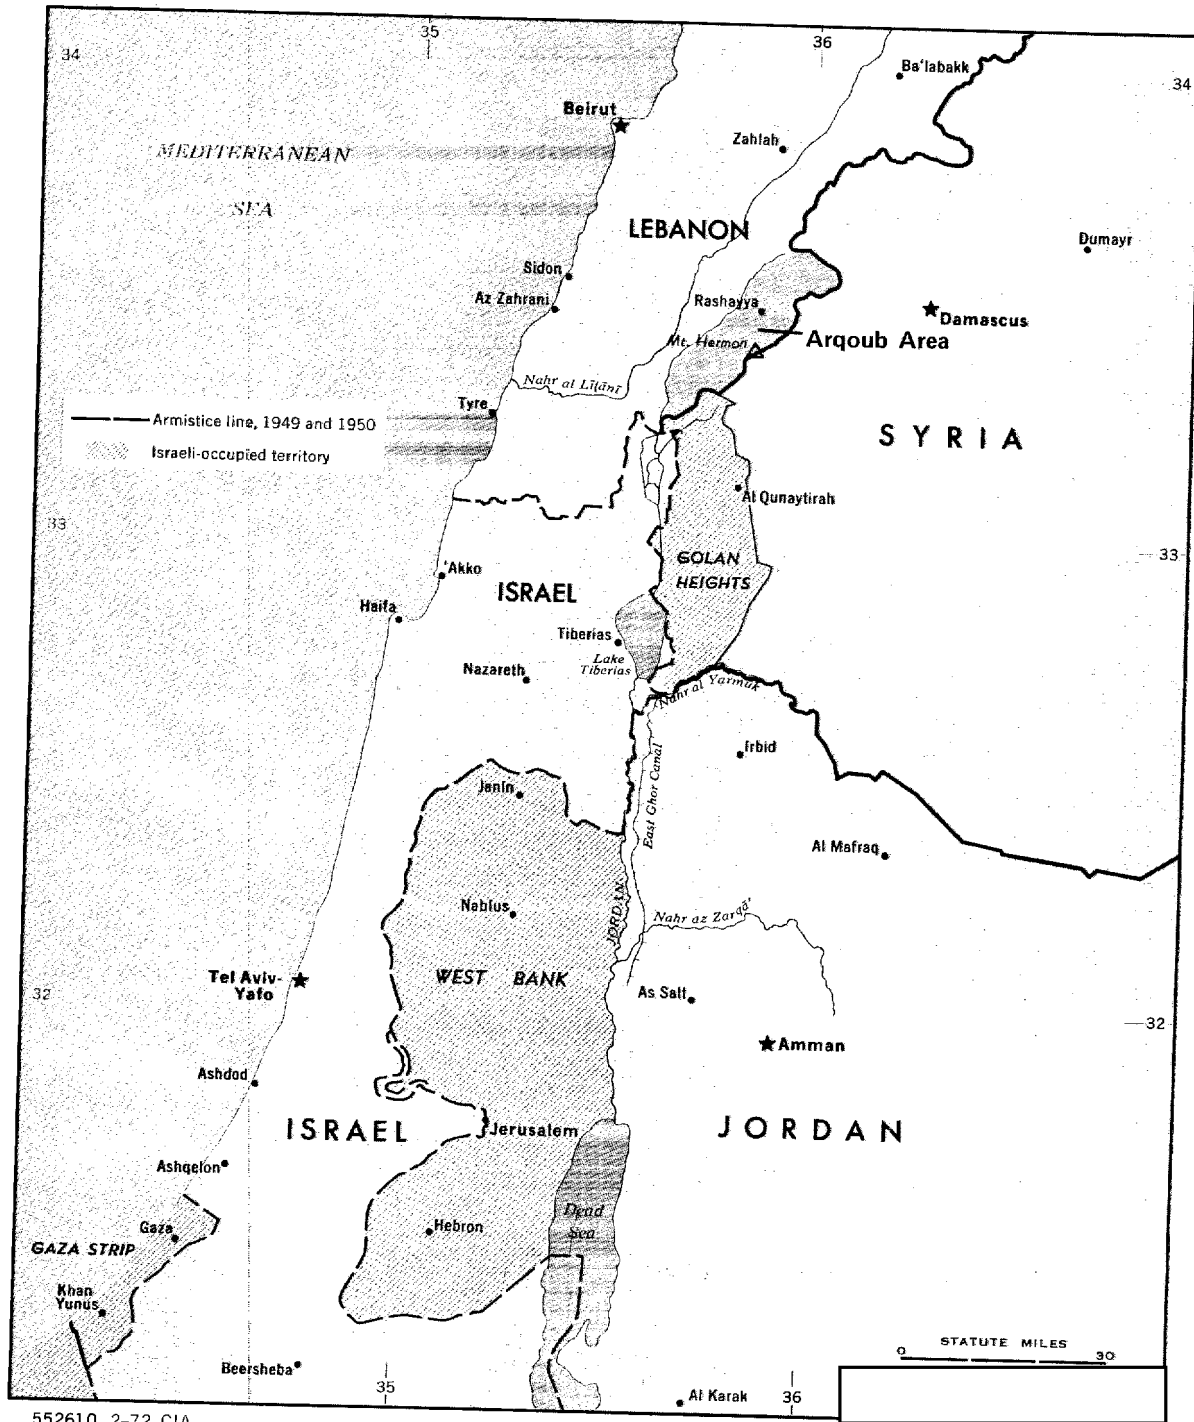 35
36
34
Ba'labakk
34
Beirut
Zahlah
MEDITERRANEAN
SEA
LEBANON
Dumayr
Sidon
Az Zahrani
Rashayya
Damascus
Mt. Hermon
Arqoub Area
Nahr al Līţānī
Tyre
Armistice line, 1949 and 1950
Israeli-occupied territory
SYRIA
Al Qunaytirah
33
33
GOLAN
HEIGHTS
'Akko
ISRAEL
Haifa
Tiberias
Lake
Tiberias
Nazareth
Nahr al Yarmuk
Irbid
East Ghor Canal
Janin
Al Mafraq
Nablus
JORDAN
Nahr az Zarqā'
WEST BANK
Tel Aviv-
Yafo
32
As Salt
32
Amman
Ashdod
ISRAEL
Jerusalem
JORDAN
Ashqelon
Dead
Sea
Gaza
Hebron
GAZA STRIP
Khan
Yunus
STATUTE MILES
0 30
Beersheba
35
36
Al Karak
552610 2-72 CIA